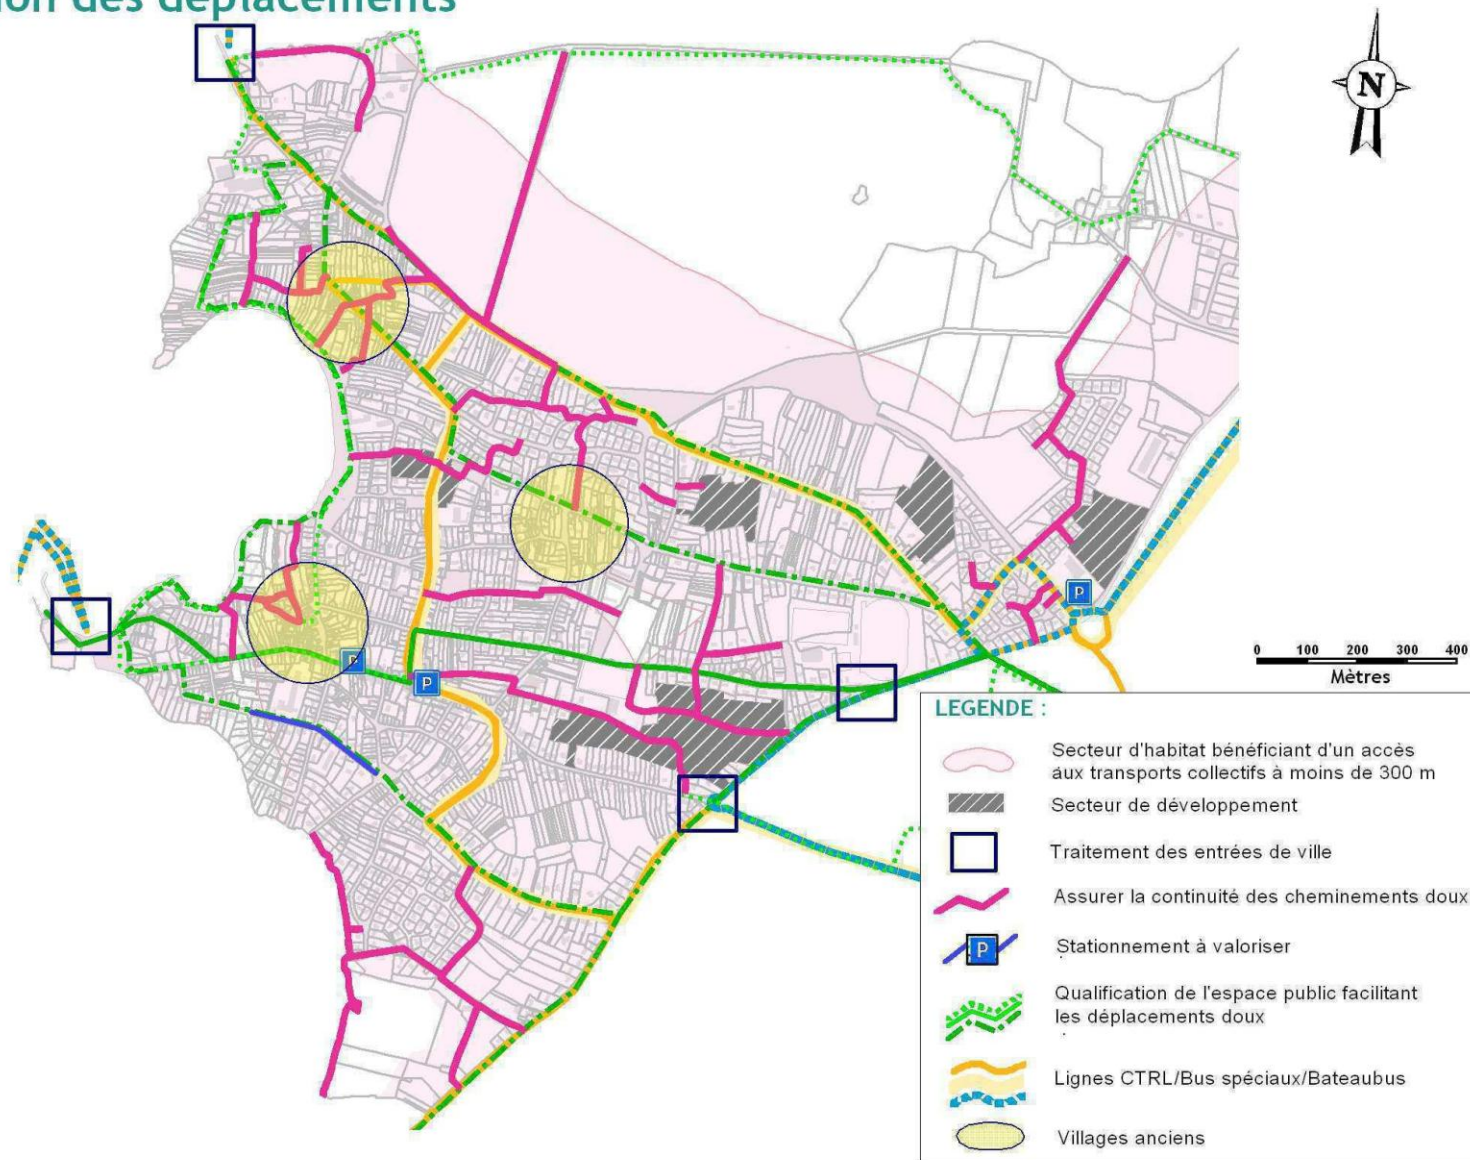 ion des déplacements
N
P
P
P
0 100 200 300 400
Mètres
LEGENDE :
Secteur d'habitat bénéficiant d'un accès
aux transports collectifs à moins de 300 m
Secteur de développement
Traitement des entrées de ville
Assurer la continuité des cheminements doux
P
Stationnement à valoriser
Qualification de l'espace public facilitant
les déplacements doux
Lignes CTRL/Bus spéciaux/Bateaubus
Villages anciens